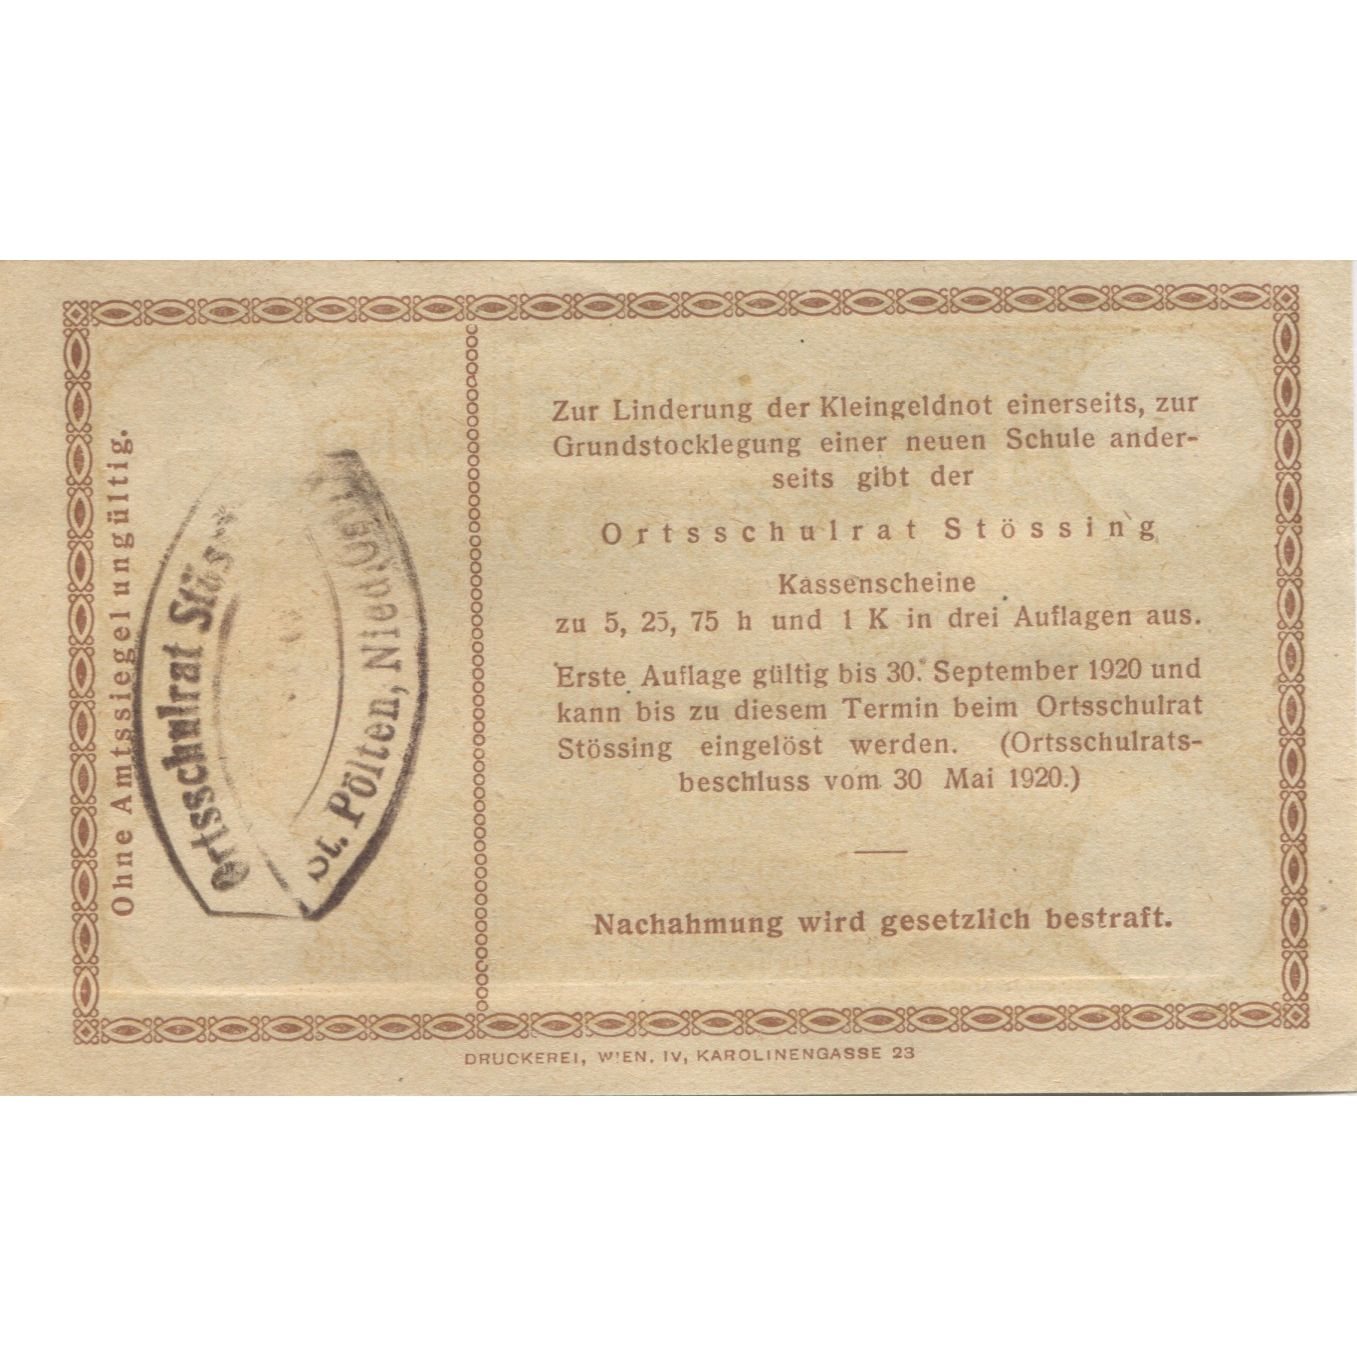 Ohne Amtssiegel ungültig.
Ortsschulrat
St. Pölten,
Zur Linderung der Kleingeldnot einerseits, zur
Grundstocklegung einer neuen Schule ander-
seits gibt der
Ortsschulrat Stössing
Kassenscheine
zu 5, 25, 75 h und 1 K in drei Auflagen aus.
Erste Auflage gültig bis 30. September 1920 und
kann bis zu diesem Termin beim Ortsschulrat
Stössing eingelöst werden. (Ortsschulrats-
beschluss vom 30 Mai 1920.)
Nachahmung wird gesetzlich bestraft.
DRUCKEREI, WIEN, IV, KAROLINENGASSE 23